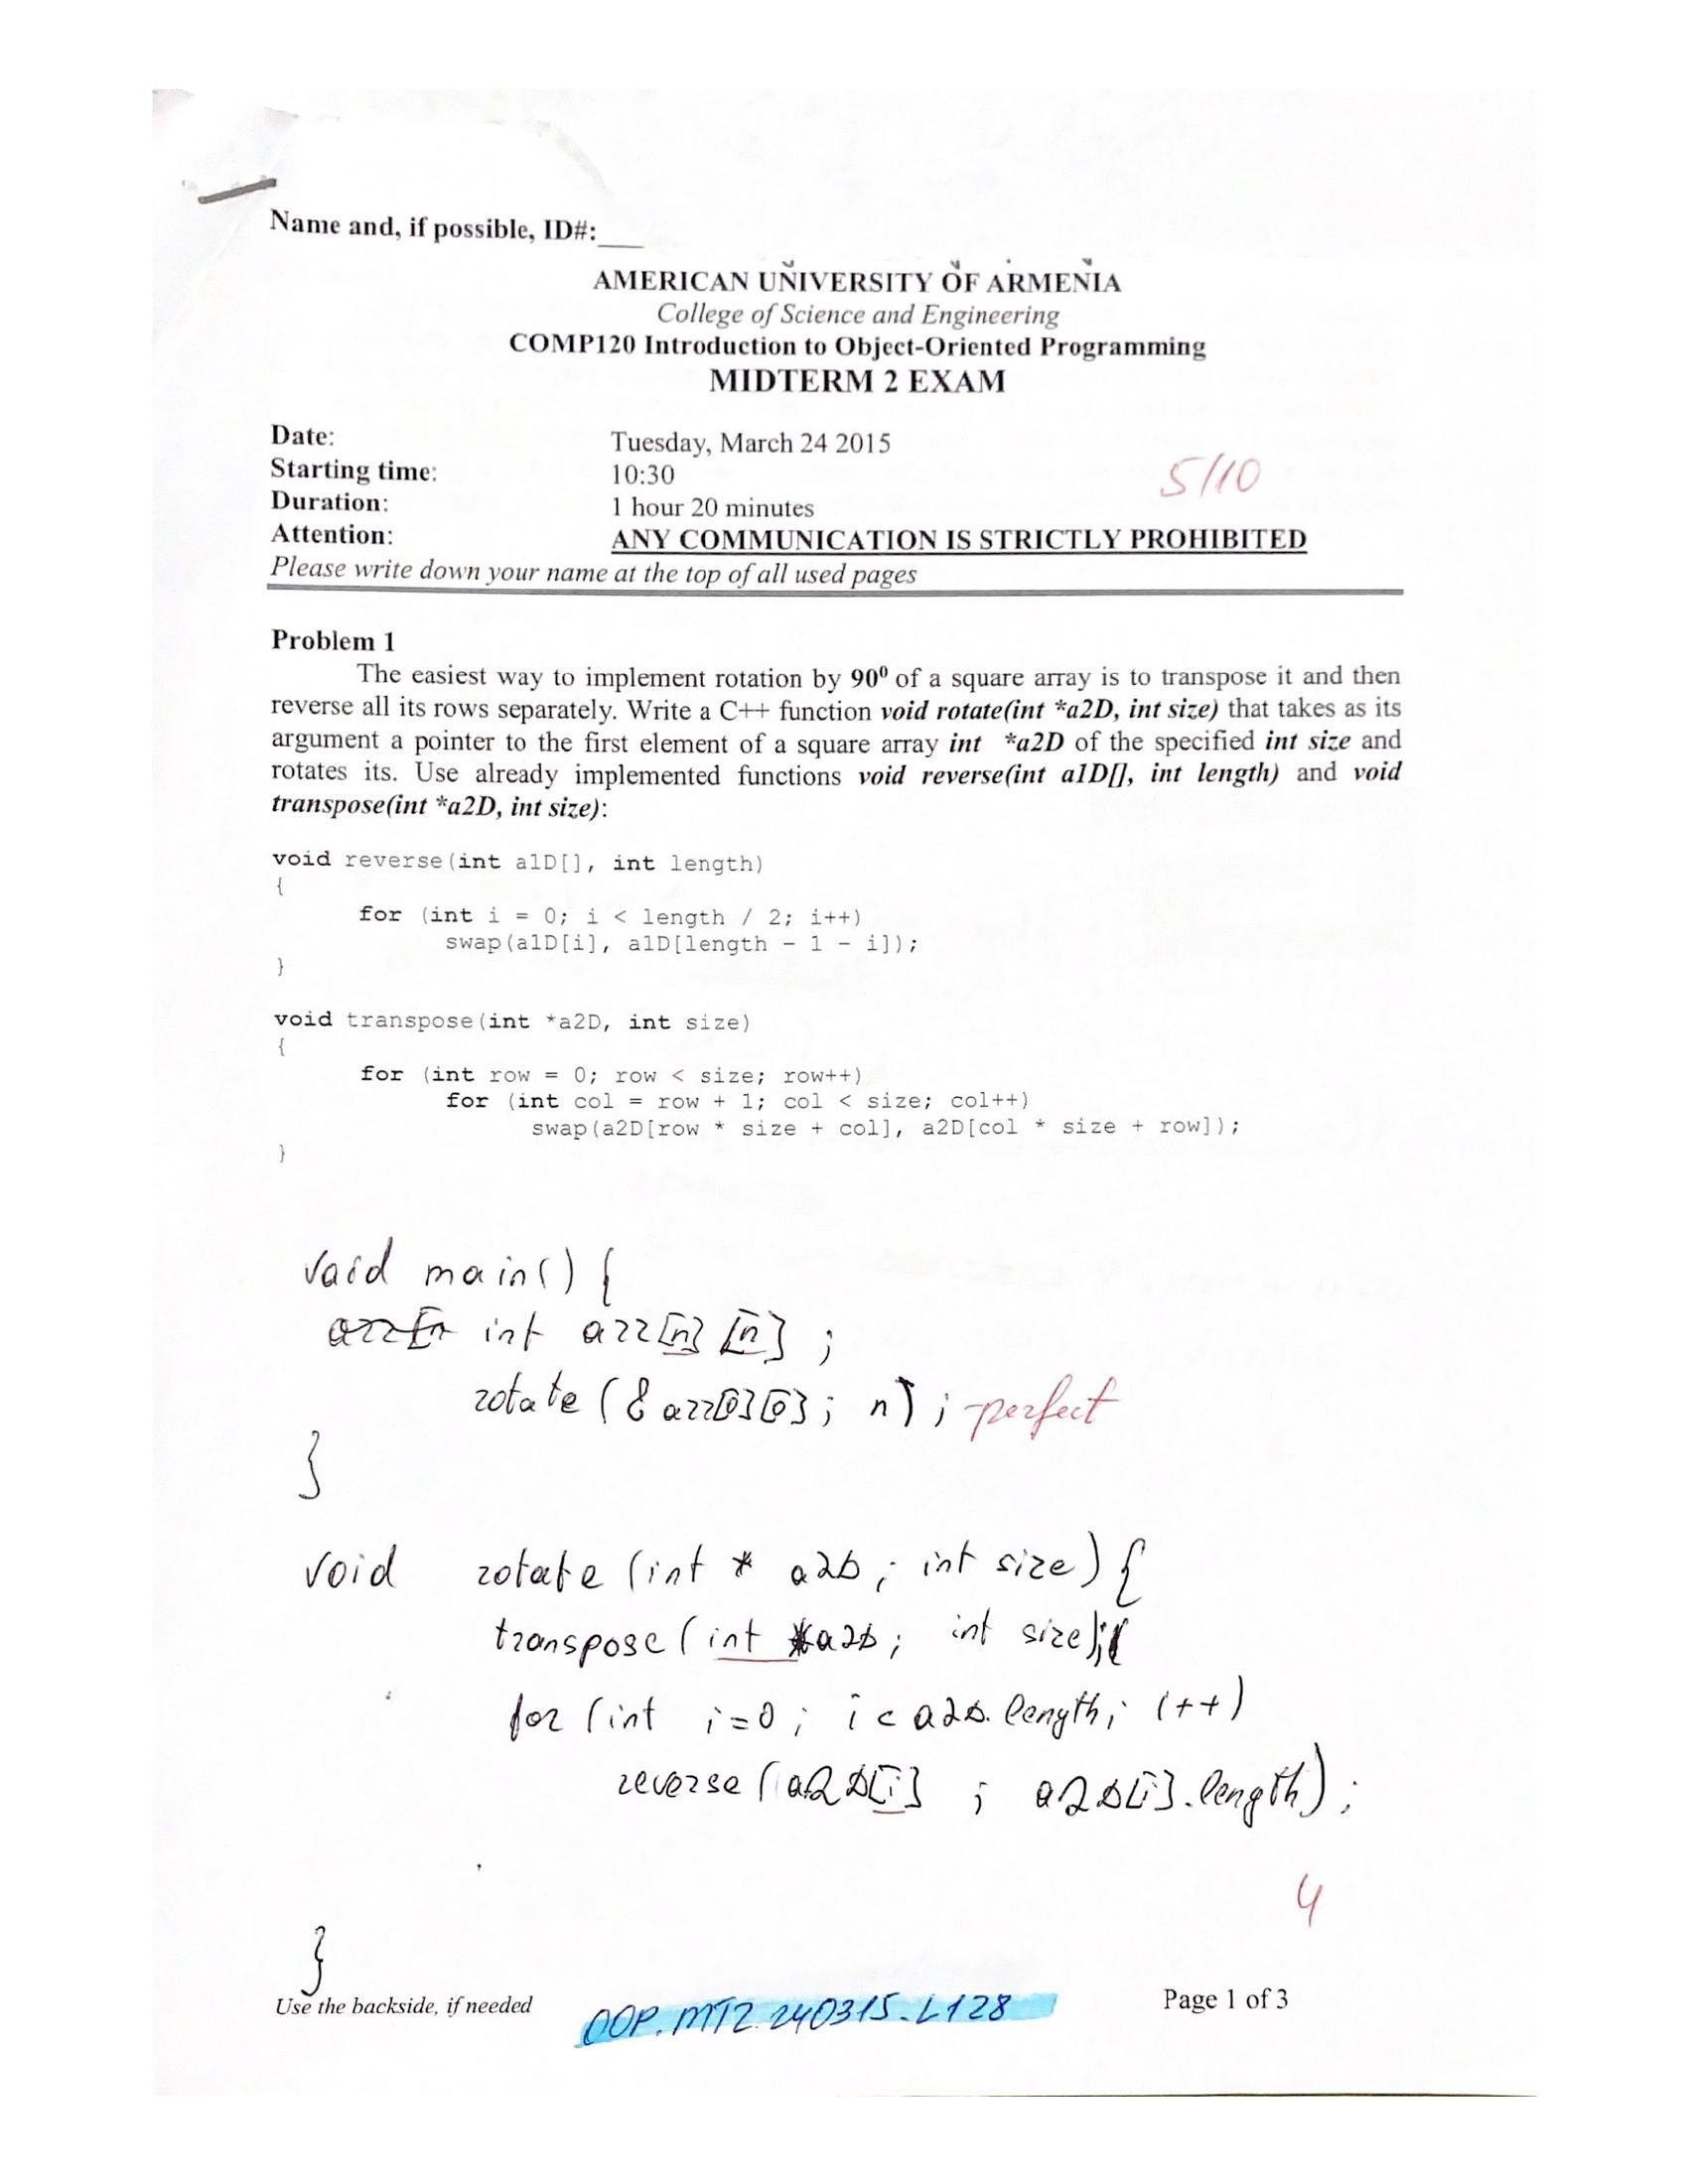 Name and, if possible, ID#:___
AMERICAN UNIVERSITY OF ARMENIA
College of Science and Engineering
COMP120 Introduction to Object-Oriented Programming
MIDTERM 2 EXAM
Date: Tuesday, March 24 2015
Starting time: 10:30
5/10
Duration: 1 hour 20 minutes
Attention: ANY COMMUNICATION IS STRICTLY PROHIBITED
Please write down your name at the top of all used pages
Problem 1
The easiest way to implement rotation by 90⁰ of a square array is to transpose it and then
reverse all its rows separately. Write a C++ function void rotate(int *a2D, int size) that takes as its
argument a pointer to the first element of a square array int *a2D of the specified int size and
rotates its. Use already implemented functions void reverse(int a1D[], int length) and void
transpose(int *a2D, int size):
void reverse(int a1D[], int length)
{
for (int i = 0; i < length / 2; i++)
swap(a1D[i], a1D[length - 1 - i]);
}
void transpose(int *a2D, int size)
{
for (int row = 0; row < size; row++)
for (int col = row + 1; col < size; col++)
swap(a2D[row * size + col], a2D[col * size + row]);
}
void main() {
arr[n int arr[n][n] ;
rotate (& arr[0][0] ; n) ; -perfect
}
void rotate (int * a2D ; int size) {
transpose (int *a2D ; int size);
for (int i=0 ; i < a2D.length ; i++)
reverse (a2D[i] ; a2D[i].length) ;
4
}
Use the backside, if needed
OOP.MT2.240315.L128
Page 1 of 3